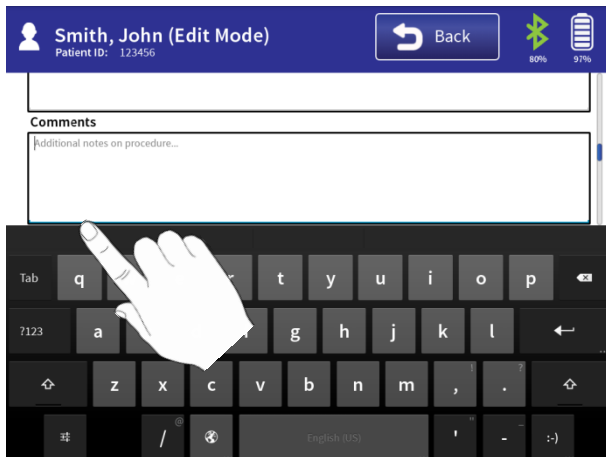 Smith, John (Edit Mode)
Patient ID: 123456
Back
80%
97%
Comments
Additional notes on procedure...
Tab q r t y u i o p
?123 a g h j k l
z x c v b n m , ! . ?
/ @ English (US) ' " - _ :-)